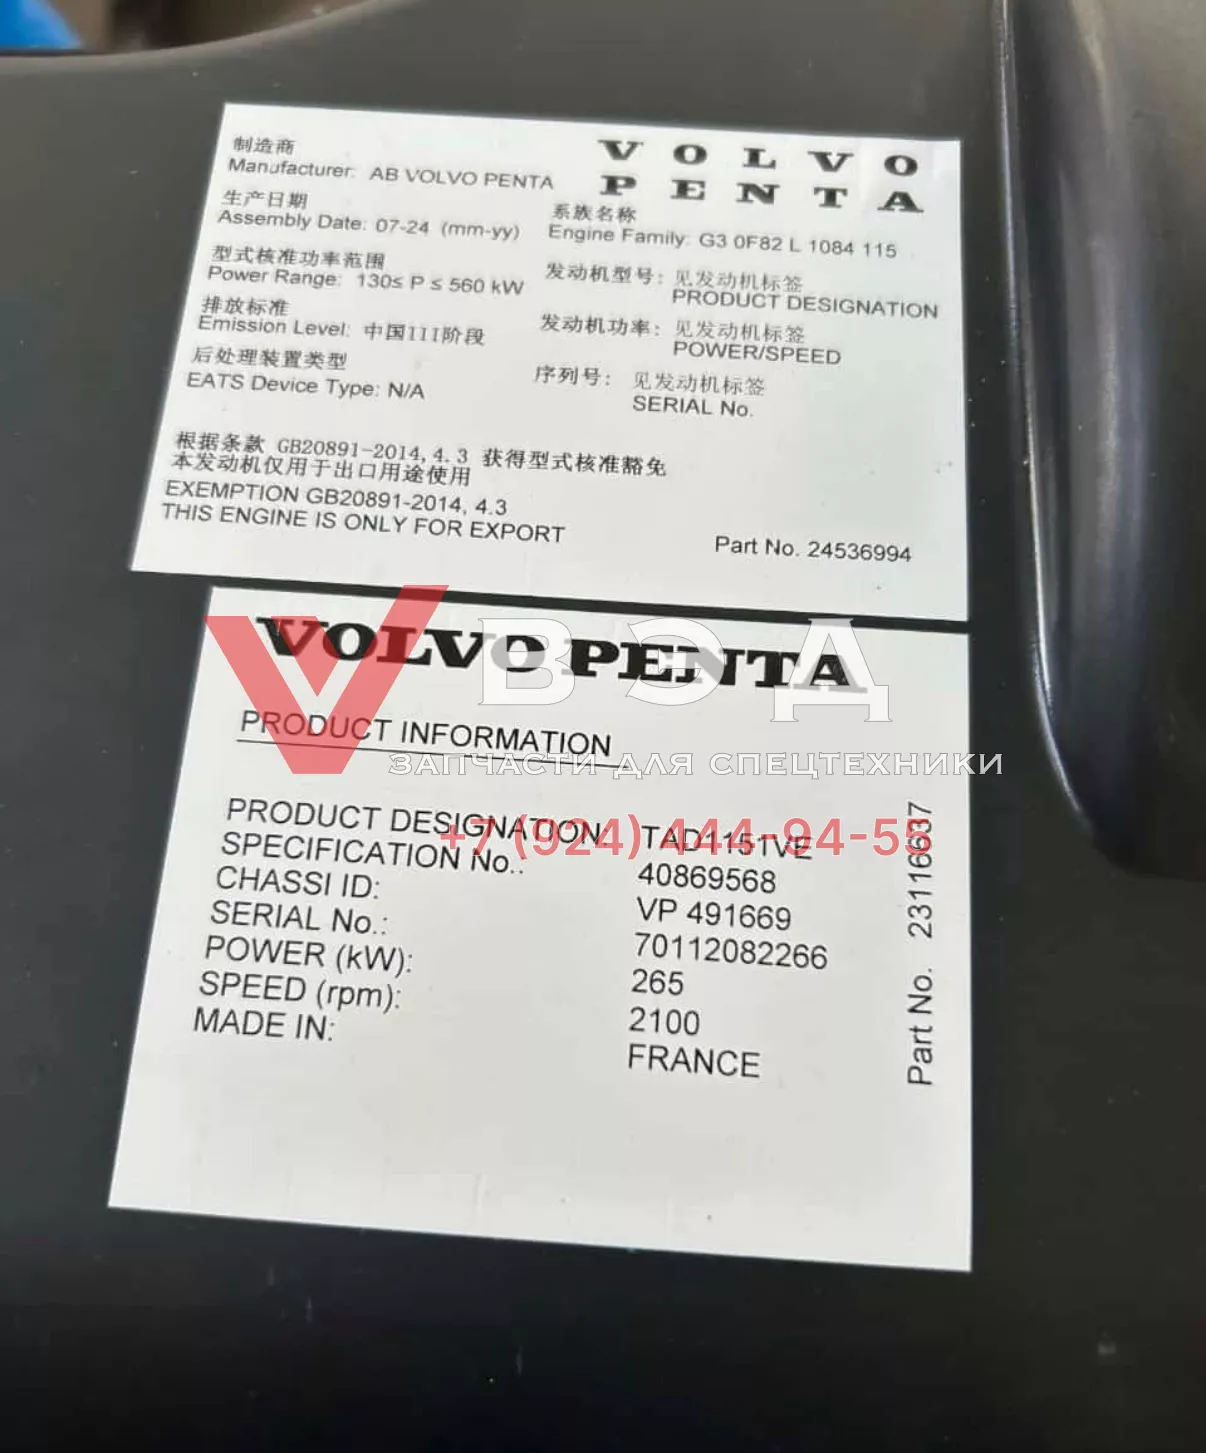 制造商
Manufacturer: AB VOLVO PENTA
VOLVO
PENTA
生产日期
Assembly Date: 07-24 (mm-yy)
系族名称
Engine Family: G3 0F82 L 1084 115
型式核准功率范围
Power Range: 130≤ P ≤ 560 kW
发动机型号: 见发动机标签
PRODUCT DESIGNATION
排放标准
Emission Level: 中国III阶段
发动机功率: 见发动机标签
POWER/SPEED
后处理装置类型
EATS Device Type: N/A
序列号: 见发动机标签
SERIAL No.
根据条款 GB20891-2014, 4.3 获得型式核准豁免
本发动机仅用于出口用途使用
EXEMPTION GB20891-2014, 4.3
THIS ENGINE IS ONLY FOR EXPORT
Part No. 24536994
VOLVO PENTA
ВЭД
PRODUCT INFORMATION
ЗАПЧАСТИ ДЛЯ СПЕЦТЕХНИКИ
+7 (924) 444-94-55
PRODUCT DESIGNATION: TAD1151VE
SPECIFICATION No.: 40869568
CHASSI ID: VP 491669
SERIAL No.: 70112082266
POWER (kW): 265
SPEED (rpm): 2100
MADE IN: FRANCE
Part No. 23116637